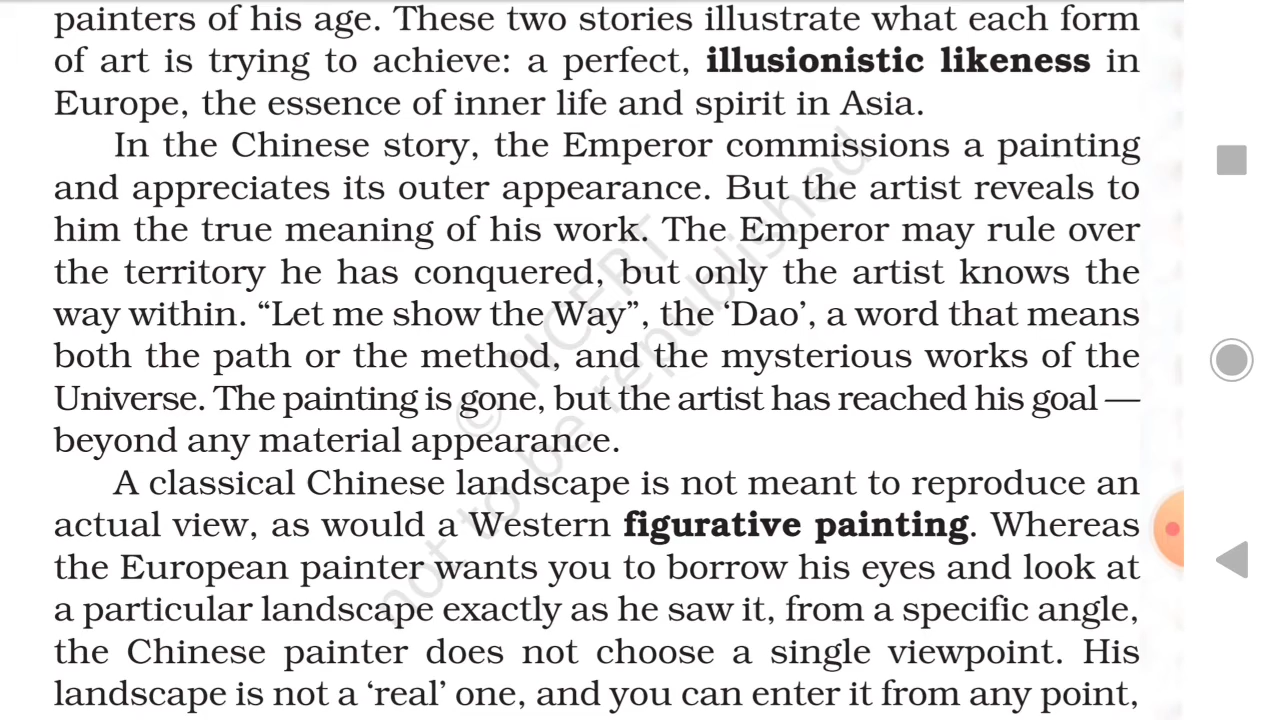 painters of his age. These two stories illustrate what each form
of art is trying to achieve: a perfect, illusionistic likeness in
Europe, the essence of inner life and spirit in Asia.
In the Chinese story, the Emperor commissions a painting
and appreciates its outer appearance. But the artist reveals to
him the true meaning of his work. The Emperor may rule over
the territory he has conquered, but only the artist knows the
way within. “Let me show the Way”, the ‘Dao’, a word that means
both the path or the method, and the mysterious works of the
Universe. The painting is gone, but the artist has reached his goal —
beyond any material appearance.
A classical Chinese landscape is not meant to reproduce an
actual view, as would a Western figurative painting. Whereas
the European painter wants you to borrow his eyes and look at
a particular landscape exactly as he saw it, from a specific angle,
the Chinese painter does not choose a single viewpoint. His
landscape is not a ‘real’ one, and you can enter it from any point,
© NCERT
not to be republished